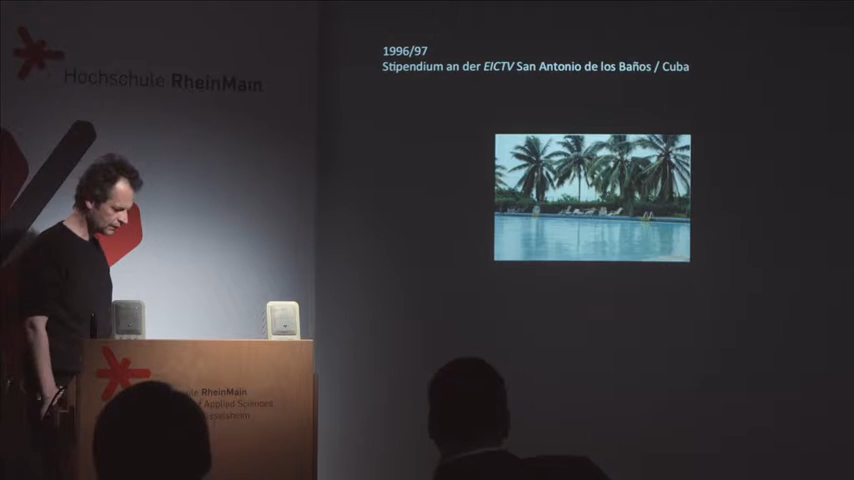 1996/97
Stipendium an der EICTV San Antonio de los Baños / Cuba
Hochschule RheinMain
RheinMain
Applied Sciences